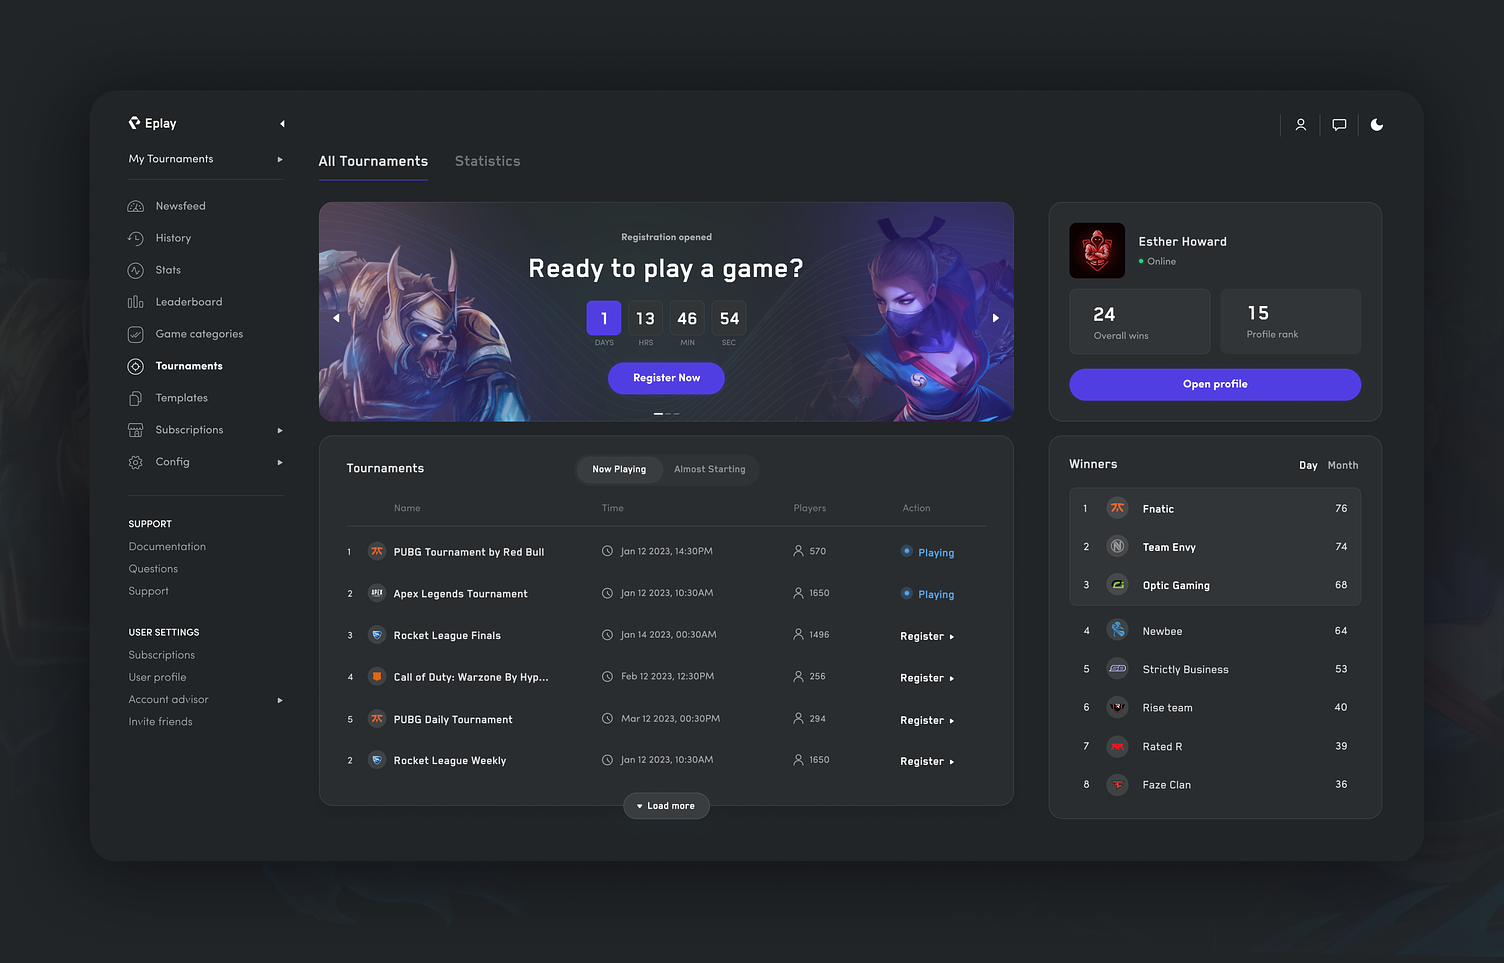 Eplay
My Tournaments
Newsfeed
History
Stats
Leaderboard
Game categories
Tournaments
Templates
Subscriptions
Config
SUPPORT
Documentation
Questions
Support
USER SETTINGS
Subscriptions
User profile
Account advisor
Invite friends
All Tournaments Statistics
Registration opened
Ready to play a game?
1 13 46 54
DAYS HRS MIN SEC
Register Now
Tournaments Now Playing Almost Starting
Name Time Players Action
1 PUBG Tournament by Red Bull Jan 12 2023, 14:30PM 570 Playing
2 APEX Apex Legends Tournament Jan 12 2023, 10:30AM 1650 Playing
3 Rocket League Finals Jan 14 2023, 00:30AM 1496 Register
4 Call of Duty: Warzone By Hyp... Feb 12 2023, 12:30PM 256 Register
5 PUBG Daily Tournament Mar 12 2023, 00:30PM 294 Register
2 Rocket League Weekly Jan 12 2023, 10:30AM 1650 Register
Load more
Esther Howard
Online
24 15
Overall wins Profile rank
Open profile
Winners Day Month
1 Fnatic 76
2 Team Envy 74
3 Optic Gaming 68
4 Newbee 64
5 Strictly Business 53
6 Rise team 40
7 Rated R 39
8 Faze Clan 36